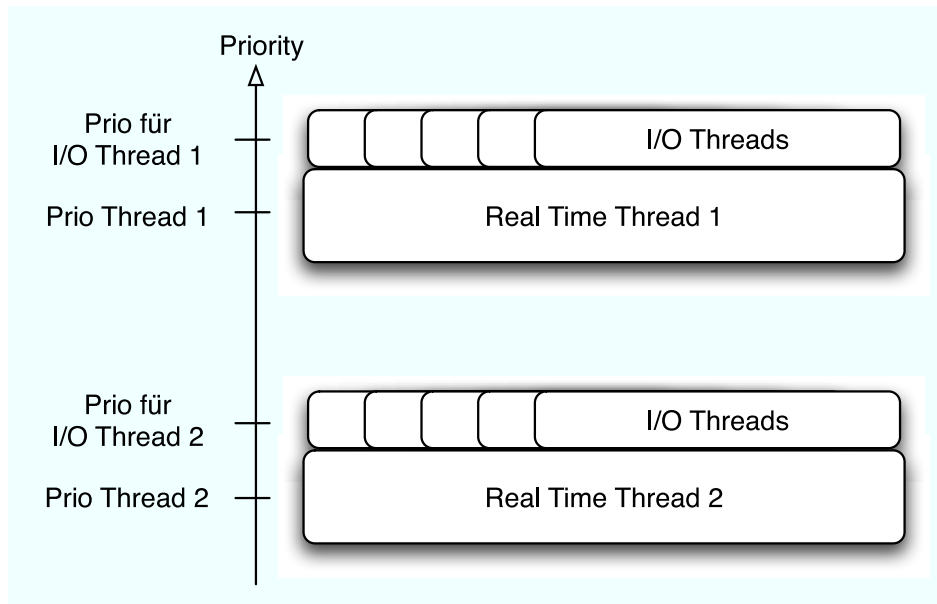 Priority
Prio für
I/O Thread 1
I/O Threads
Prio Thread 1
Real Time Thread 1
Prio für
I/O Thread 2
I/O Threads
Prio Thread 2
Real Time Thread 2